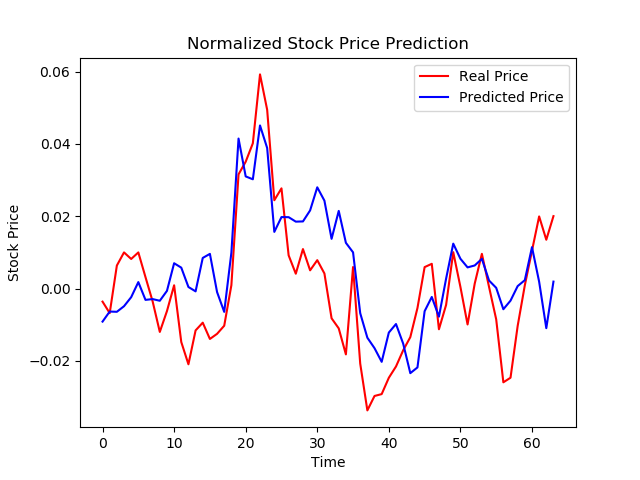 Normalized Stock Price Prediction
Real Price
Predicted Price
0.06
0.04
0.02
0.00
−0.02
Stock Price
0 10 20 30 40 50 60
Time